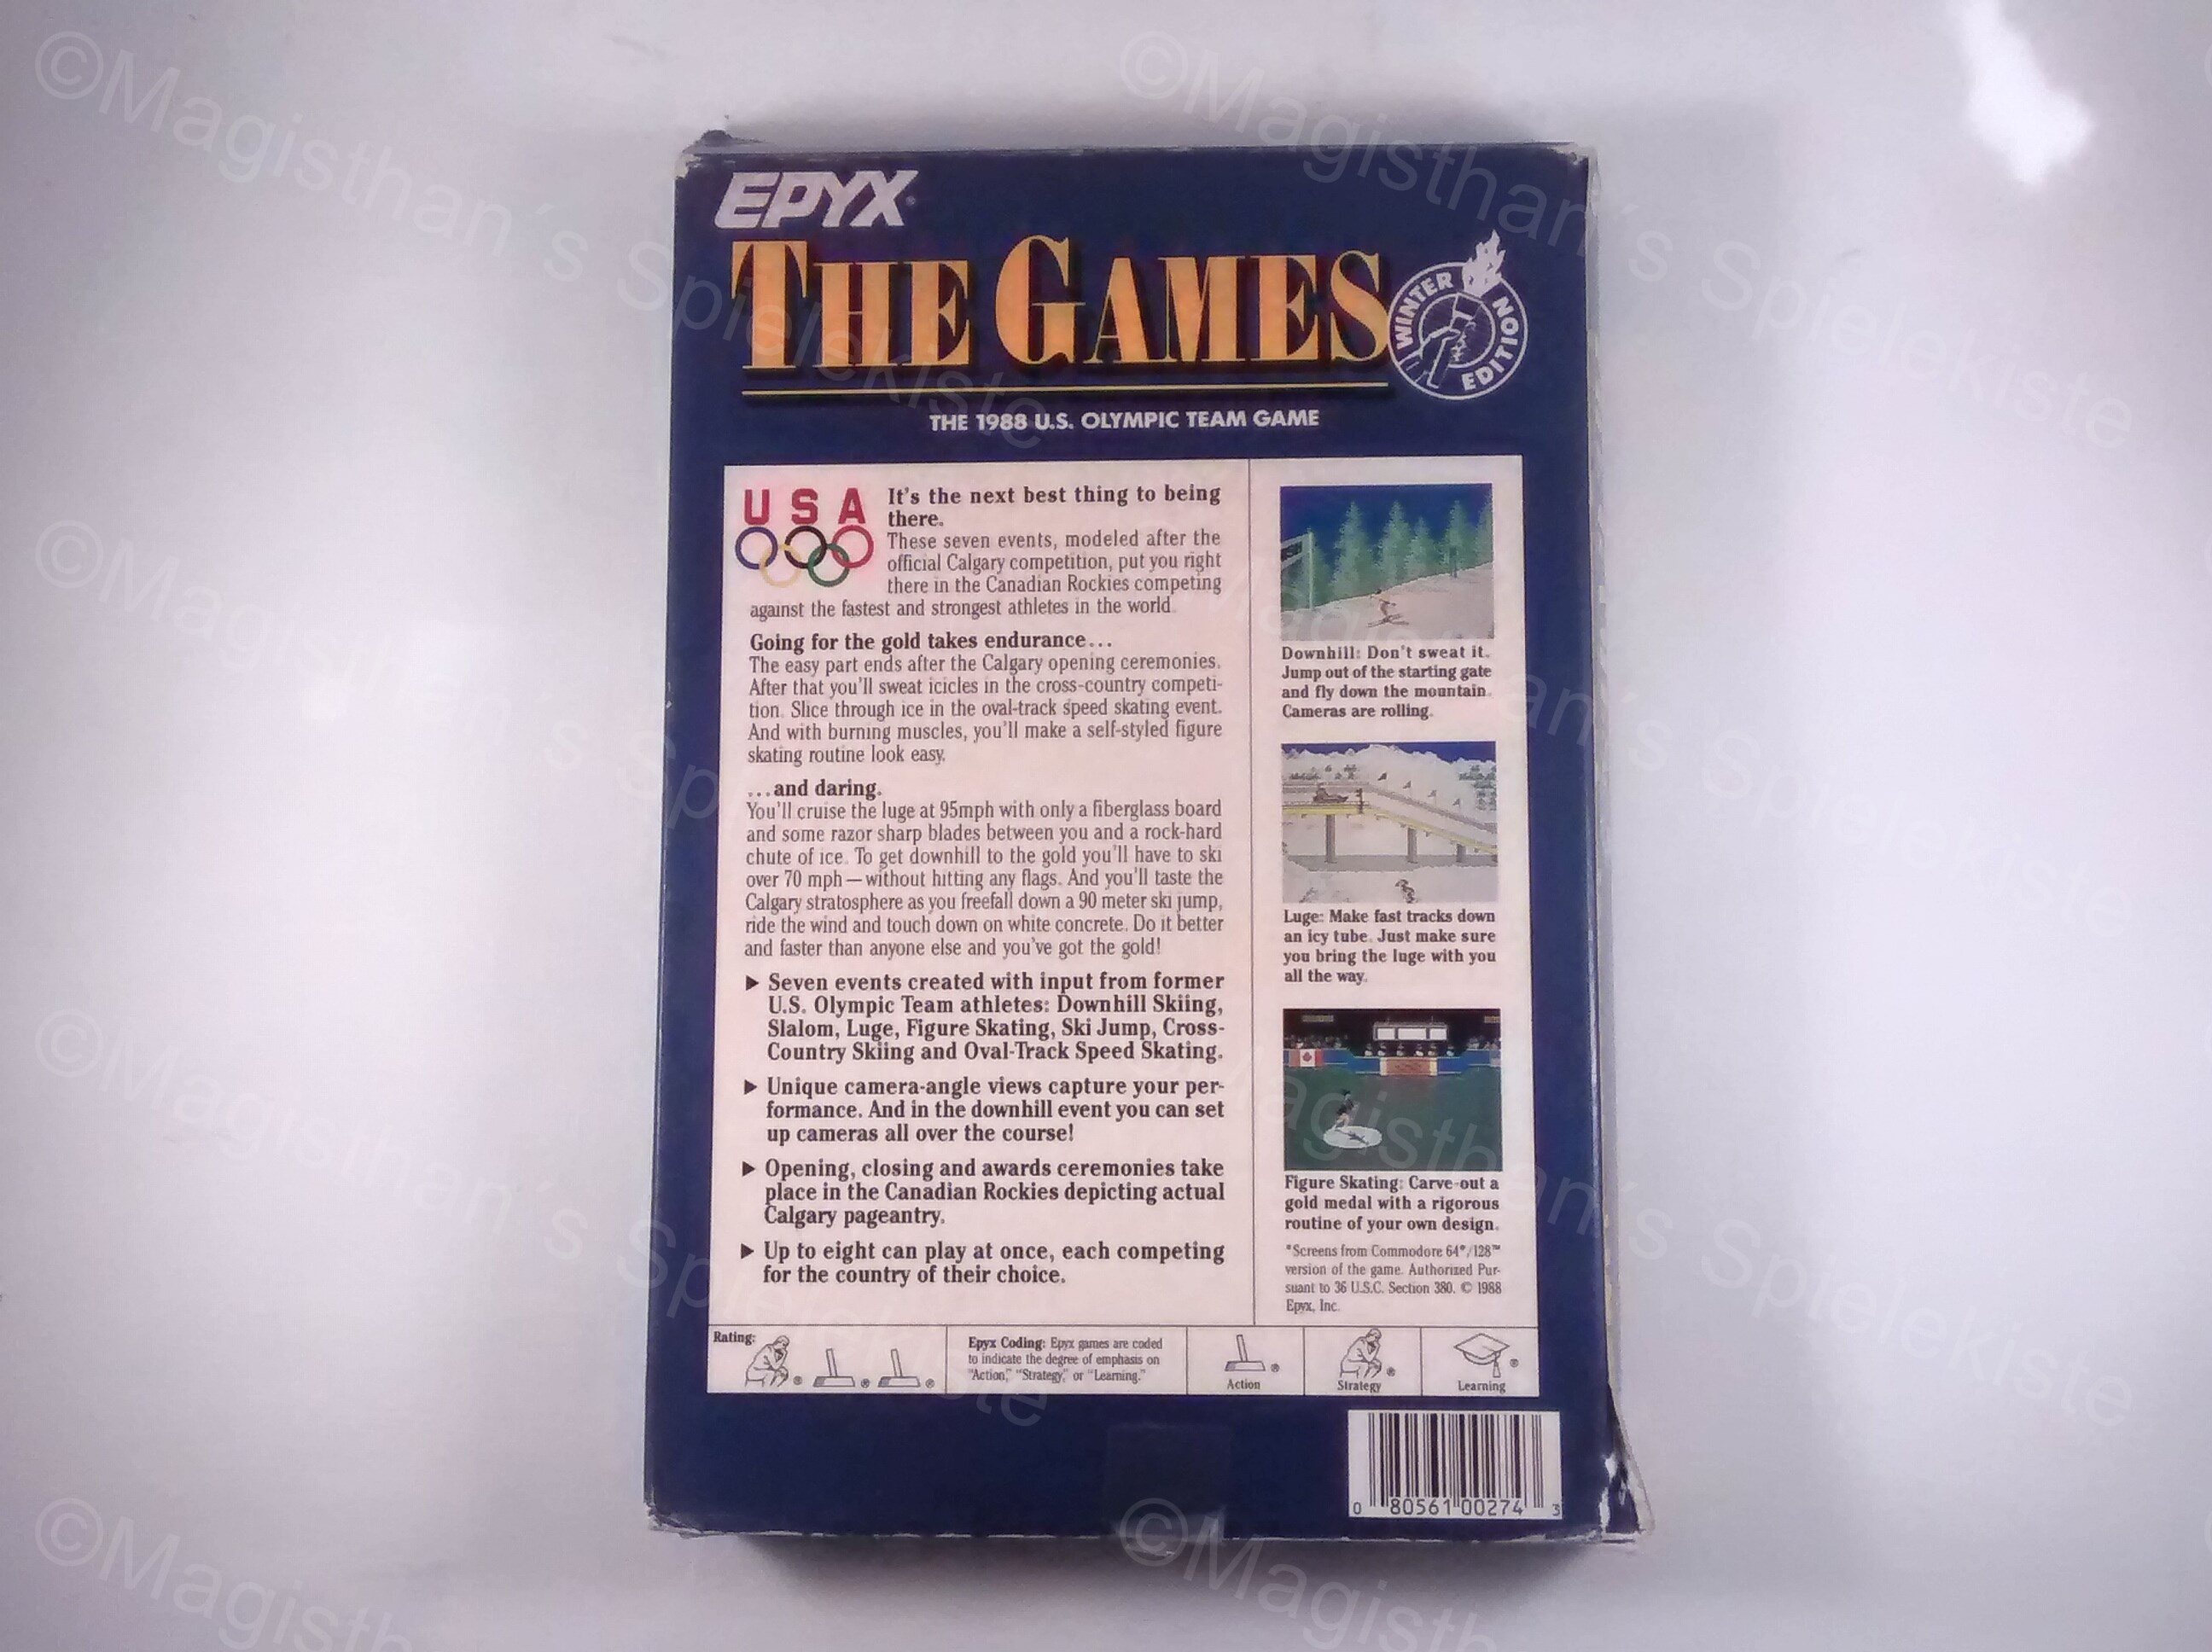 EPYX®
THE GAMES
WINTER EDITION
THE 1988 U.S. OLYMPIC TEAM GAME
USA
It's the next best thing to being
there.
These seven events, modeled after the
official Calgary competition, put you right
there in the Canadian Rockies competing
against the fastest and strongest athletes in the world.
Going for the gold takes endurance...
The easy part ends after the Calgary opening ceremonies.
After that you'll sweat icicles in the cross-country competi-
tion. Slice through ice in the oval-track speed skating event.
And with burning muscles, you'll make a self-styled figure
skating routine look easy.
...and daring.
You'll cruise the luge at 95mph with only a fiberglass board
and some razor sharp blades between you and a rock-hard
chute of ice. To get downhill to the gold you'll have to ski
over 70 mph — without hitting any flags. And you'll taste the
Calgary stratosphere as you freefall down a 90 meter ski jump,
ride the wind and touch down on white concrete. Do it better
and faster than anyone else and you've got the gold!
▶ Seven events created with input from former
U.S. Olympic Team athletes: Downhill Skiing,
Slalom, Luge, Figure Skating, Ski Jump, Cross-
Country Skiing and Oval-Track Speed Skating.
▶ Unique camera-angle views capture your per-
formance. And in the downhill event you can set
up cameras all over the course!
▶ Opening, closing and awards ceremonies take
place in the Canadian Rockies depicting actual
Calgary pageantry.
▶ Up to eight can play at once, each competing
for the country of their choice.
Downhill: Don't sweat it.
Jump out of the starting gate
and fly down the mountain.
Cameras are rolling.
Luge: Make fast tracks down
an icy tube. Just make sure
you bring the luge with you
all the way.
Figure Skating: Carve-out a
gold medal with a rigorous
routine of your own design.
*Screens from Commodore 64®/128™
version of the game. Authorized Pur-
suant to 36 U.S.C. Section 380. © 1988
Epyx, Inc.
Rating: ® ® ®
Epyx Coding: Epyx games are coded
to indicate the degree of emphasis on
"Action," "Strategy," or "Learning."
® Action
® Strategy
® Learning
0 80561 00274 3
©Magisthan´s Spielekiste
©Magisthan´s Spielekiste
©Magisthan´s Spielekiste
©Magisthan´s Spielekiste
©Magisthan´s Spielekiste
©Magisth
©Magisth